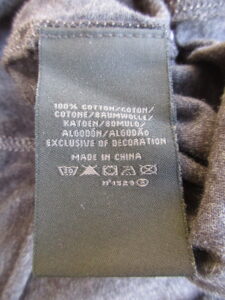 100% COTTON/COTON/
COTONE/BAUMWOLLE/
KATOEN/BOMULD/
ALGODÓN/ALGODÃO
EXCLUSIVE OF DECORATION
MADE IN CHINA